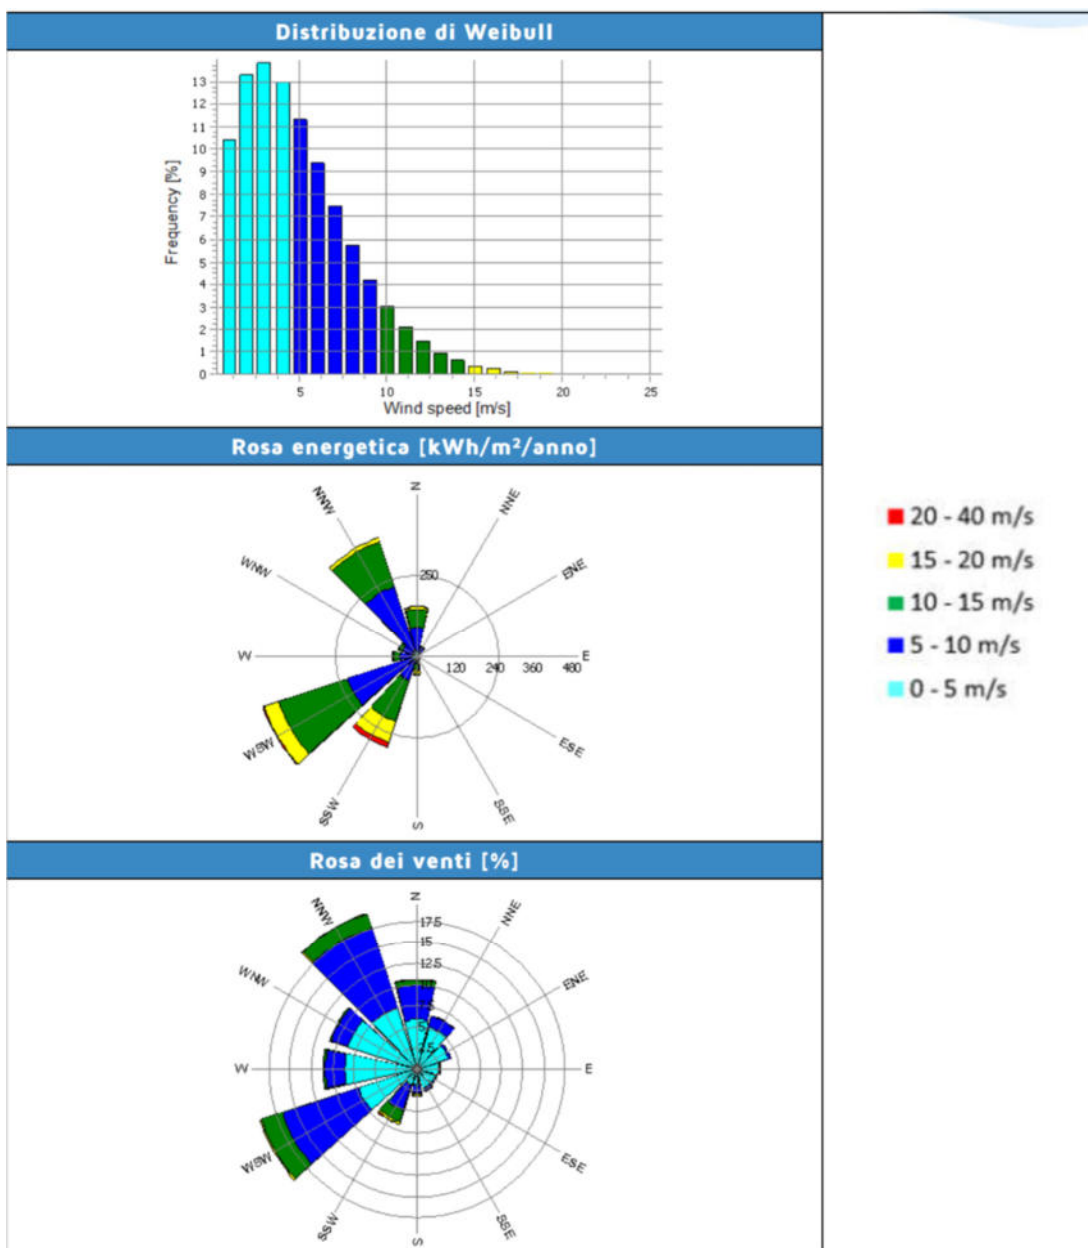 Distribuzione di Weibull
Frequency [%]
13
12
11
10
9
8
7
6
5
4
3
2
1
0
5
10
15
20
25
Wind speed [m/s]
Rosa energetica [kWh/m²/anno]
N
NNW
NNE
WNW
ENE
250
W
120
240
360
480
E
WSW
ESE
SSW
SSE
S
20 - 40 m/s
15 - 20 m/s
10 - 15 m/s
5 - 10 m/s
0 - 5 m/s
Rosa dei venti [%]
N
NNW
NNE
17.5
15
12.5
WNW
ENE
W
E
WSW
ESE
SSW
SSE
S